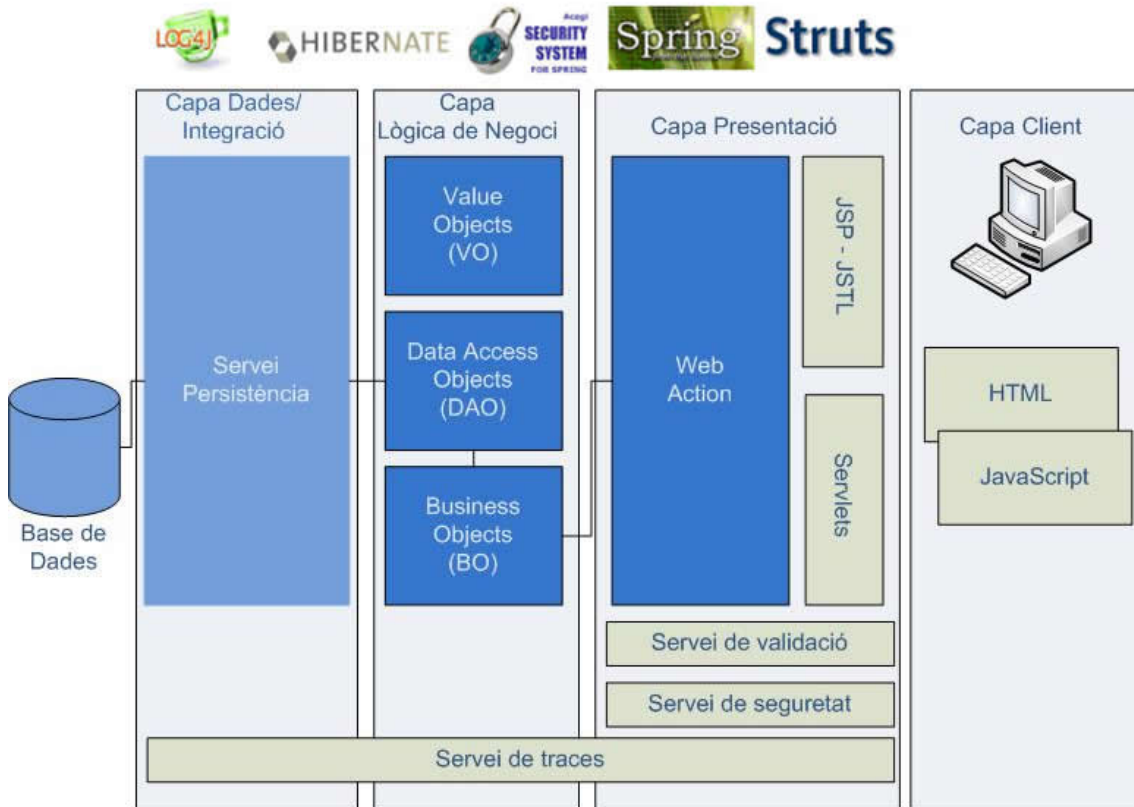 LOG4J
HIBERNATE
Acegi
SECURITY
SYSTEM
FOR SPRING
Spring
Struts
Capa Dades/
Integració
Capa
Lògica de Negoci
Capa Presentació
Capa Client
Servei
Persistència
Value
Objects
(VO)
Data Access
Objects
(DAO)
Business
Objects
(BO)
Web
Action
JSP - JSTL
Servlets
HTML
JavaScript
Base de
Dades
Servei de validació
Servei de seguretat
Servei de traces